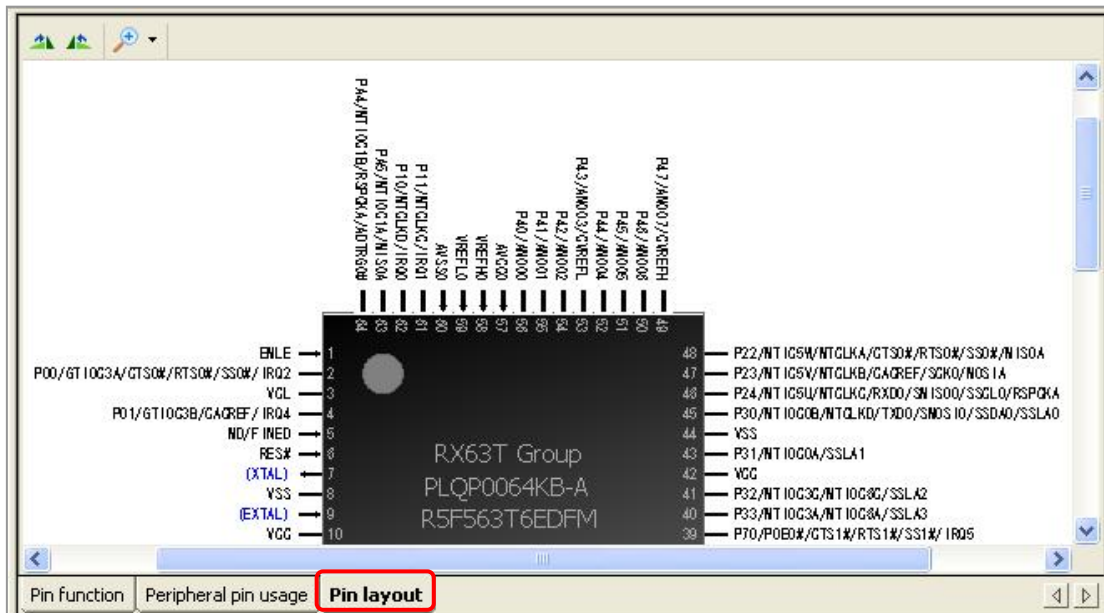 PA4/MTIOC1B/RSPCKA/ADTRG0#
PA5/MTIOC1A/MISOA
P10/MTCLKD/IRQ0
P11/MTCLKC/IRQ1
AVSS0
VREFL0
VREFH0
AVCC0
P40/AN000
P41/AN001
P42/AN002
P43/AN003/CVREFL
P44/AN004
P45/AN005
P46/AN006
P47/AN007/CVREFH
64 63 62 61 60 59 58 57 56 55 54 53 52 51 50 49
EMLE 1
P00/GTIOC3A/CTS0#/RTS0#/SS0#/IRQ2 2
VCL 3
P01/GTIOC3B/CACREF/IRQ4 4
MD/FINED 5
RES# 6
(XTAL) 7
VSS 8
(EXTAL) 9
VCC 10
RX63T Group
PLQP0064KB-A
R5F563T6EDFM
48 P22/MTIC5W/MTCLKA/CTS0#/RTS0#/SS0#/MISOA
47 P23/MTIC5V/MTCLKB/CACREF/SCK0/MOSIA
46 P24/MTIC5U/MTCLKC/RXD0/SMISO0/SSCL0/RSPCKA
45 P30/MTIOC0B/MTCLKD/TXD0/SMOSI0/SSDA0/SSLA0
44 VSS
43 P31/MTIOC0A/SSLA1
42 VCC
41 P32/MTIOC3C/MTIOC6C/SSLA2
40 P33/MTIOC3A/MTIOC6A/SSLA3
39 P70/POE0#/CTS1#/RTS1#/SS1#/IRQ5
Pin function Peripheral pin usage Pin layout